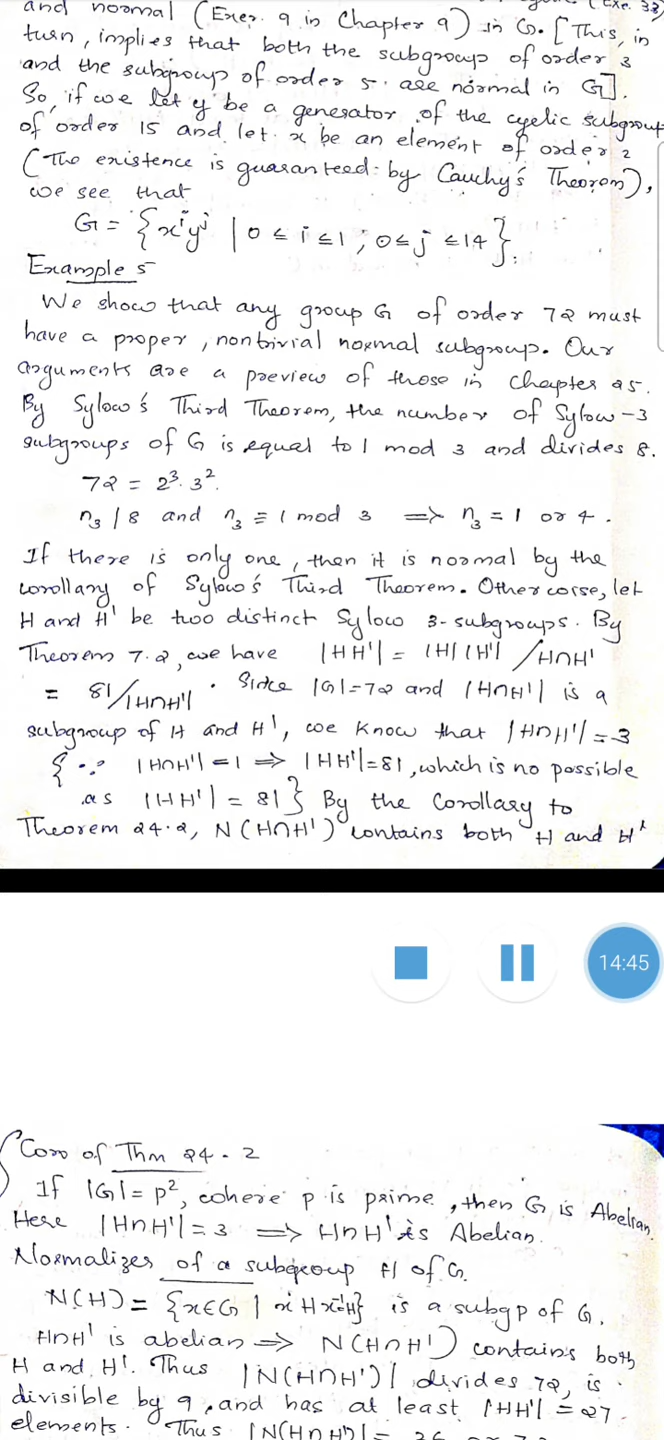 and normal (Exer. 9 in Chapter 9) in G. [This, in
turn, implies that both the subgroup of order 3
and the subgroup of order 5 are normal in G].
So, if we let y be a generator of the cyclic subgroup
of order 15 and let x be an element of order 2
(The existence is guaranteed by Cauchy's Theorem),
we see that
G = {xⁱyʲ | 0 ≤ i ≤ 1 ; 0 ≤ j ≤ 14}.
Example 5
We show that any group G of order 72 must
have a proper, nontrivial normal subgroup. Our
arguments are a preview of those in chapter 25.
By Sylow's Third Theorem, the number of Sylow-3
subgroups of G is equal to 1 mod 3 and divides 8.
72 = 2³. 3².
n₃ / 8 and n₃ ≡ 1 mod 3 ⟹ n₃ = 1 or 4.
If there is only one, then it is normal by the
corollary of Sylow's Third Theorem. Otherwise, let
H and H' be two distinct Sylow 3-subgroups. By
Theorem 7.2, we have |HH'| = |H| |H'| / H∩H'
= 81/|H∩H'|. Since |G|=72 and |H∩H'| is a
subgroup of H and H', we know that |H∩H'|=3
{∵ |H∩H'|=1 ⟹ |HH'|=81, which is no possible
as |HH'| = 81} By the Corollary to
Theorem 24.2, N(H∩H') contains both H and H'
14:45
Coro of Thm 24.2
If |G|= p², where p is prime, then G is Abelian.
Here |H∩H'|=3 ⟹ H∩H' is Abelian.
Normalizer of a subgroup H of G.
N(H) = {x∈G | x H x⁻¹=H} is a subgp of G.
H∩H' is abelian ⟹ N(H∩H') contains both
H and H'. Thus |N(H∩H')| divides 72, is
divisible by 9, and has at least |HH'| = 27
elements. Thus |N(H∩H')| = 36 or 72